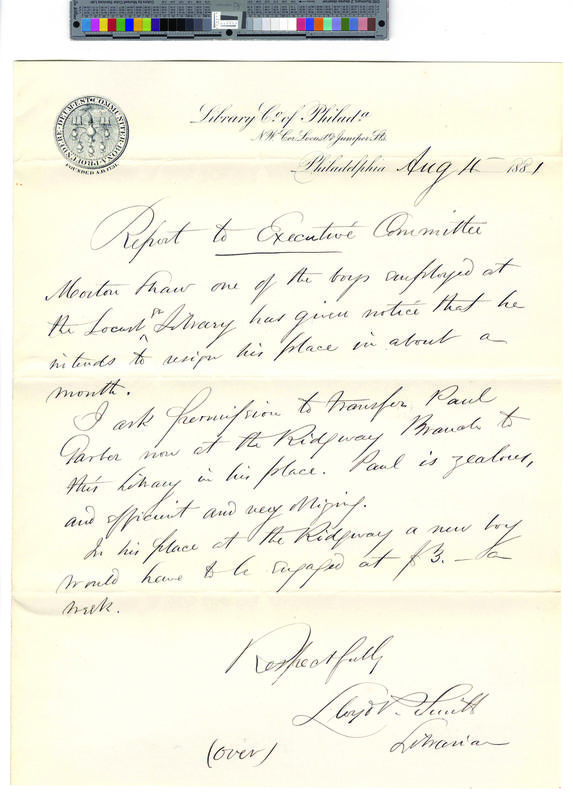 Library Co. of Philada
N.W. Cor. Locust & Juniper Sts.
Philadelphia Aug 1881
FOUNDED A.D. 1731
Report to Executive Committee
Morton Shaw one of the boys employed at
the Locust St Library has given notice that he
intends to resign his place in about a
month.
I ask permission to transfer Paul
Garber now at the Ridgway Branch to
this Library in his place. Paul is zealous,
and efficient and very obliging.
In his place at the Ridgway a new boy
would have to be engaged at $3. — a
week.
Respectfully
Lloyd P. Smith
Librarian
(over)